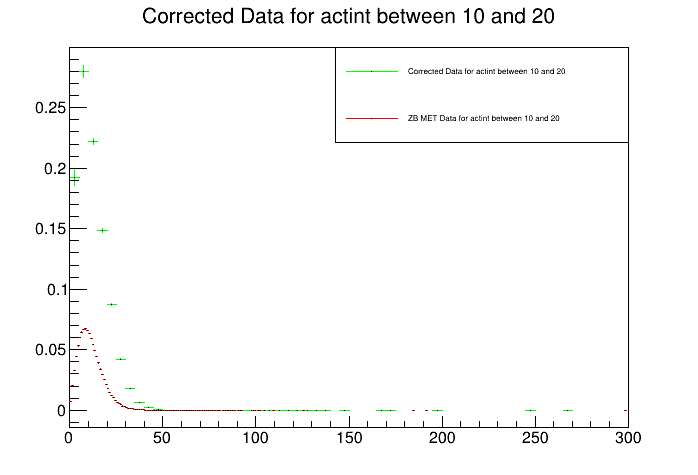 Corrected Data for actint between 10 and 20
Corrected Data for actint between 10 and 20
ZB MET Data for actint between 10 and 20
0.25
0.2
0.15
0.1
0.05
0
0 50 100 150 200 250 300